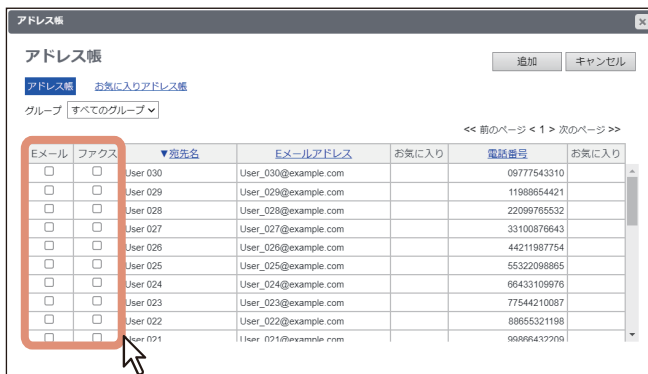 アドレス帳
アドレス帳
追加 キャンセル
アドレス帳 お気に入りアドレス帳
グループ すべてのグループ
<< 前のページ < 1 > 次のページ >>
Eメール ファクス ▼宛先名 Eメールアドレス お気に入り 電話番号 お気に入り
User 030 User_030@example.com 09777543310
User 029 User_029@example.com 11988654421
User 028 User_028@example.com 22099765532
User 027 User_027@example.com 33100876643
User 026 User_026@example.com 44211987754
User 025 User_025@example.com 55322098865
User 024 User_024@example.com 66433109976
User 023 User_023@example.com 77544210087
User 022 User_022@example.com 88655321198
User 021 User_021@example.com 99866432209